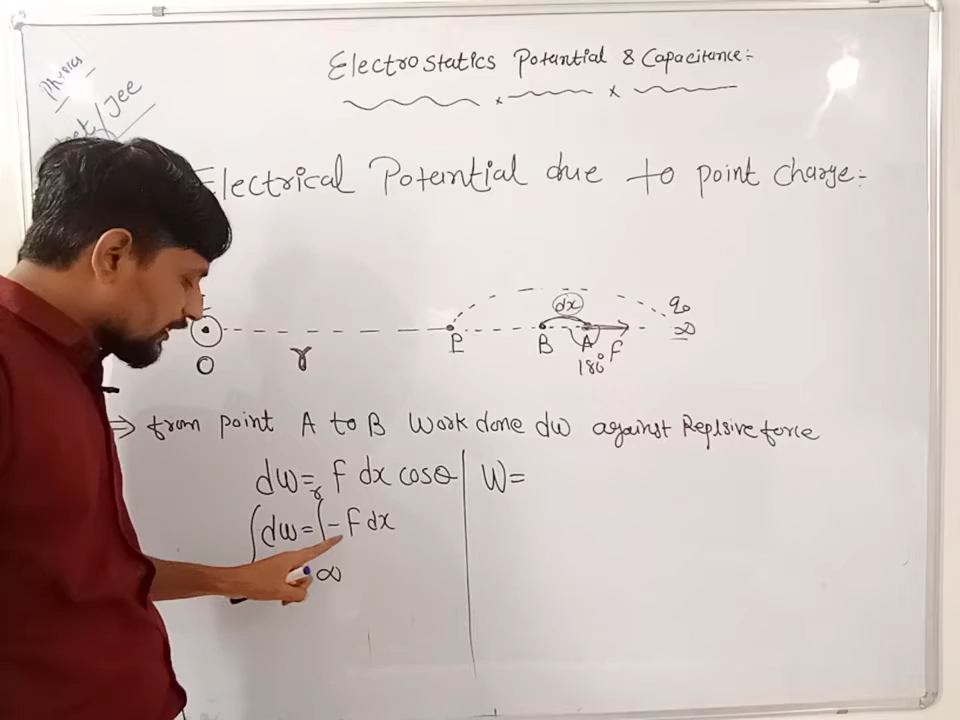 Electrostatics Potential & Capacitance:-
Physics
/Jee
Electrical Potential due to point charge:-
dx
q₀
∞
P
B
A
F
180°
O
r
⇒ from point A to B Work done dw against Replsive force
dw = F dx cosθ
W =
∫dw = ∫ - F dx
r
∞